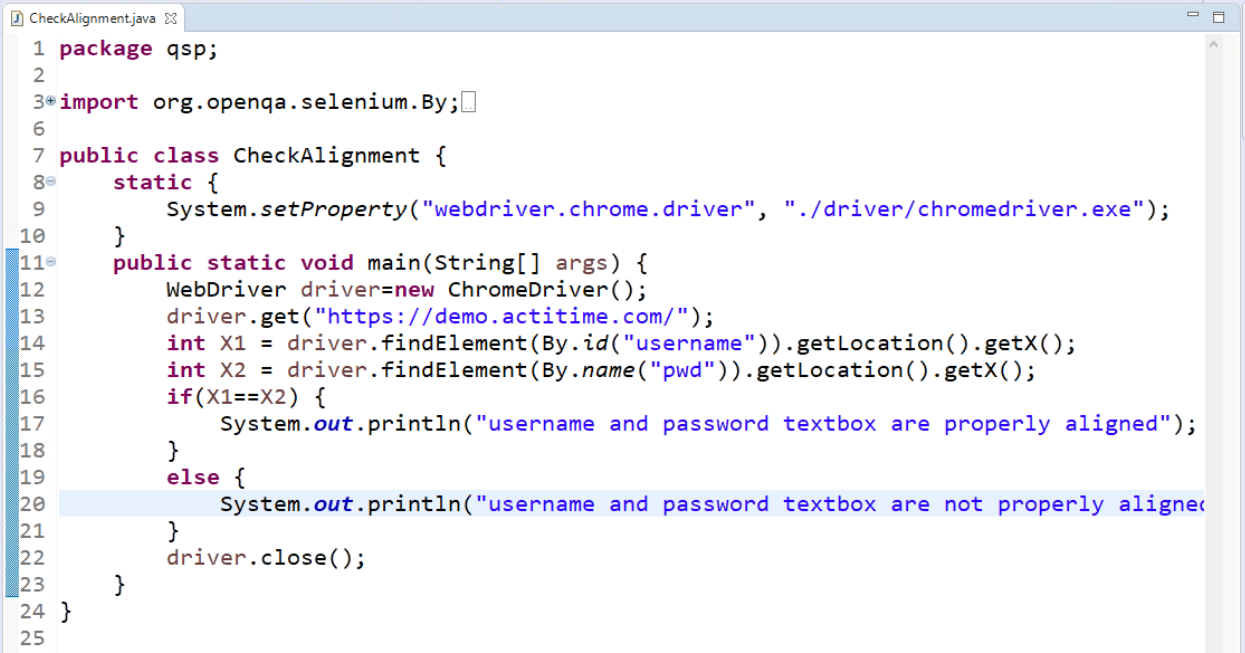 CheckAlignment.java
1 package qsp;
2
3 import org.openqa.selenium.By;
6
7 public class CheckAlignment {
8     static {
9         System.setProperty("webdriver.chrome.driver", "./driver/chromedriver.exe");
10     }
11     public static void main(String[] args) {
12         WebDriver driver=new ChromeDriver();
13         driver.get("https://demo.actitime.com/");
14         int X1 = driver.findElement(By.id("username")).getLocation().getX();
15         int X2 = driver.findElement(By.name("pwd")).getLocation().getX();
16         if(X1==X2) {
17             System.out.println("username and password textbox are properly aligned");
18         }
19         else {
20             System.out.println("username and password textbox are not properly aligned
21         }
22         driver.close();
23     }
24 }
25